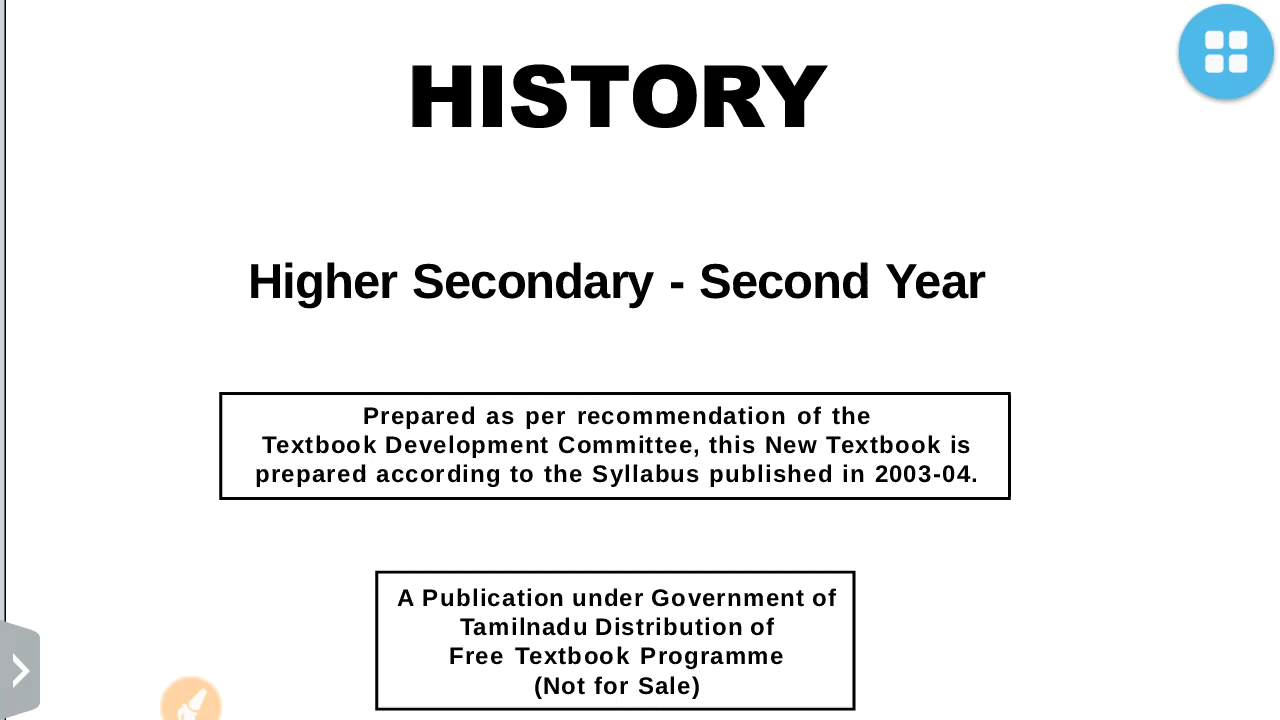 HISTORY
Higher Secondary - Second Year
Prepared as per recommendation of the
Textbook Development Committee, this New Textbook is
prepared according to the Syllabus published in 2003-04.
A Publication under Government of
Tamilnadu Distribution of
Free Textbook Programme
(Not for Sale)